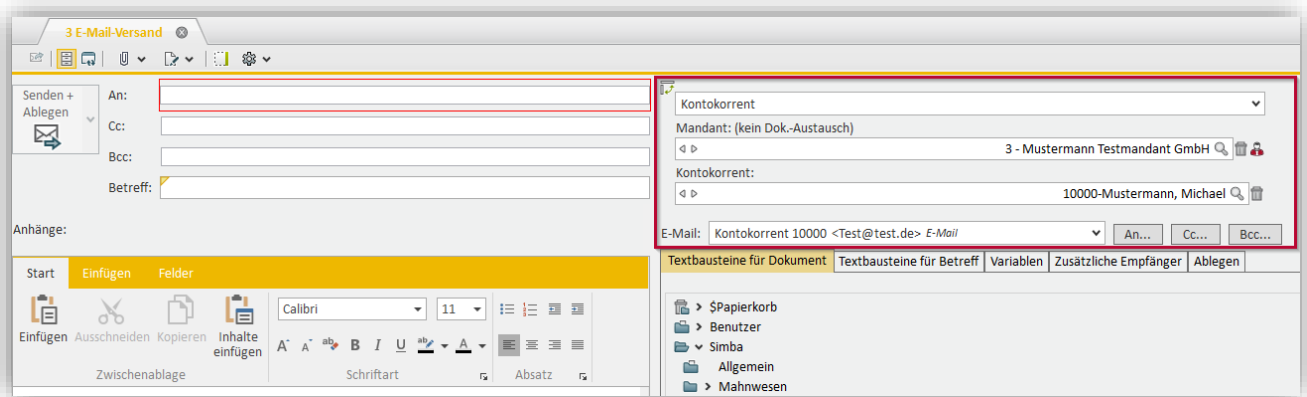 3 E-Mail-Versand
Senden +
Ablegen
An:
Cc:
Bcc:
Betreff:
Anhänge:
Kontokorrent
Mandant: (kein Dok.-Austausch)
3 - Mustermann Testmandant GmbH
Kontokorrent:
10000-Mustermann, Michael
E-Mail: Kontokorrent 10000 <Test@test.de> E-Mail An... Cc... Bcc...
Start Einfügen Felder
Einfügen Ausschneiden Kopieren Inhalte
einfügen
Calibri 11
A A ab B I U ab A
Zwischenablage Schriftart Absatz
Textbausteine für Dokument Textbausteine für Betreff Variablen Zusätzliche Empfänger Ablegen
$Papierkorb
Benutzer
Simba
Allgemein
Mahnwesen